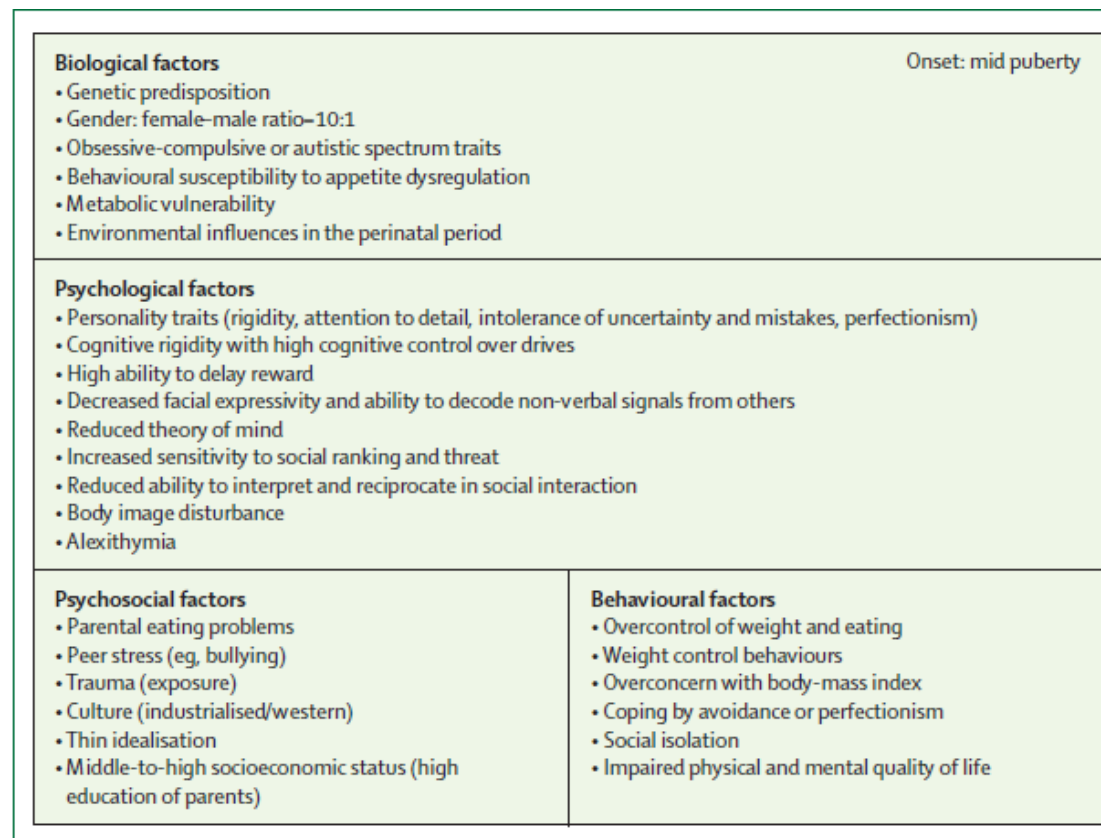 Biological factors
Onset: mid puberty
• Genetic predisposition
• Gender: female–male ratio=10:1
• Obsessive-compulsive or autistic spectrum traits
• Behavioural susceptibility to appetite dysregulation
• Metabolic vulnerability
• Environmental influences in the perinatal period
Psychological factors
• Personality traits (rigidity, attention to detail, intolerance of uncertainty and mistakes, perfectionism)
• Cognitive rigidity with high cognitive control over drives
• High ability to delay reward
• Decreased facial expressivity and ability to decode non-verbal signals from others
• Reduced theory of mind
• Increased sensitivity to social ranking and threat
• Reduced ability to interpret and reciprocate in social interaction
• Body image disturbance
• Alexithymia
Psychosocial factors
• Parental eating problems
• Peer stress (eg, bullying)
• Trauma (exposure)
• Culture (industrialised/western)
• Thin idealisation
• Middle-to-high socioeconomic status (high
education of parents)
Behavioural factors
• Overcontrol of weight and eating
• Weight control behaviours
• Overconcern with body-mass index
• Coping by avoidance or perfectionism
• Social isolation
• Impaired physical and mental quality of life